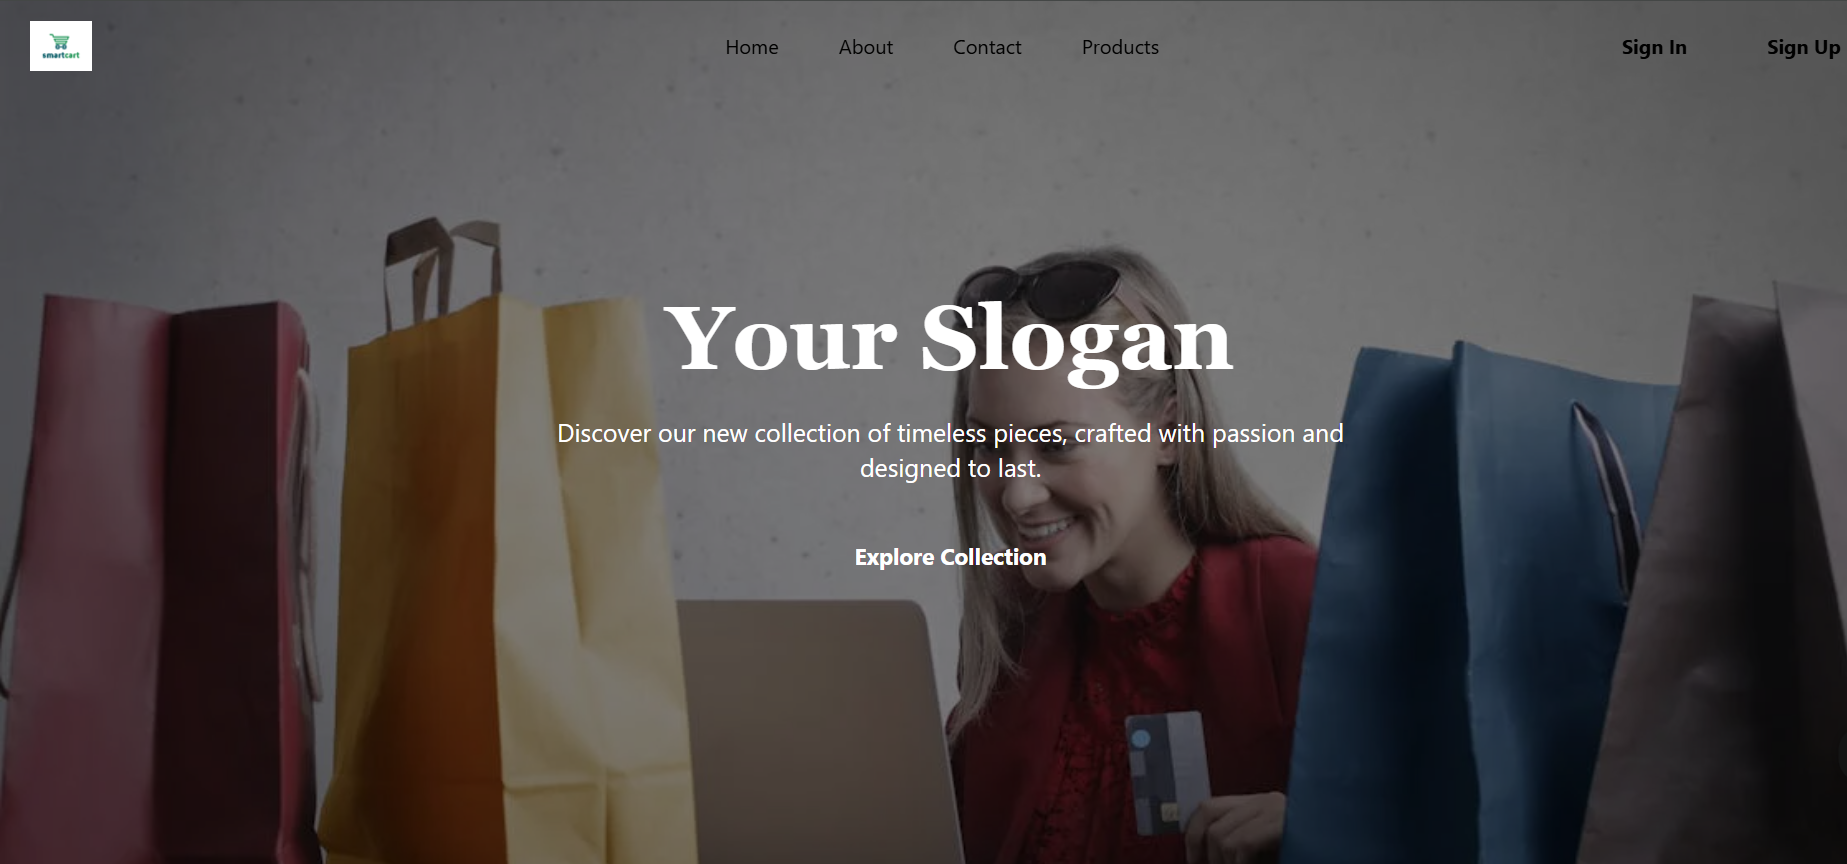 smartcart
Home About Contact Products Sign In Sign Up
Your Slogan
Discover our new collection of timeless pieces, crafted with passion and
designed to last.
Explore Collection